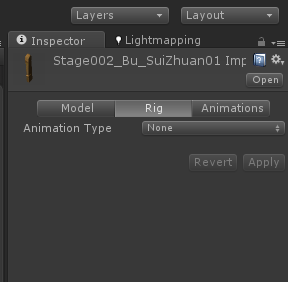 Layers Layout
Inspector Lightmapping
Stage002_Bu_SuiZhuan01 Imp
Open
Model Rig Animations
Animation Type None
Revert Apply